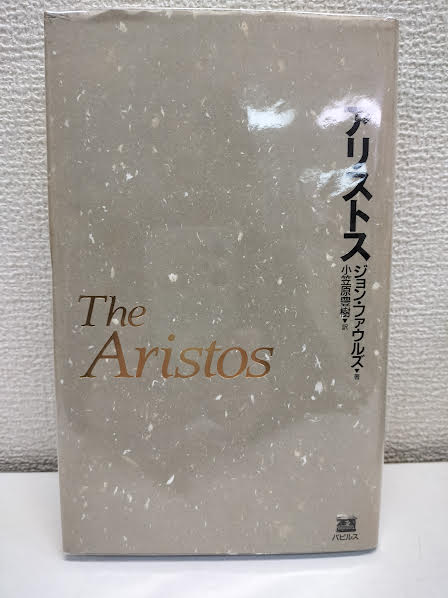 アリストス
ジョン・ファウルズ▼著
小笠原豊樹▼訳
The
Aristos
パピルス